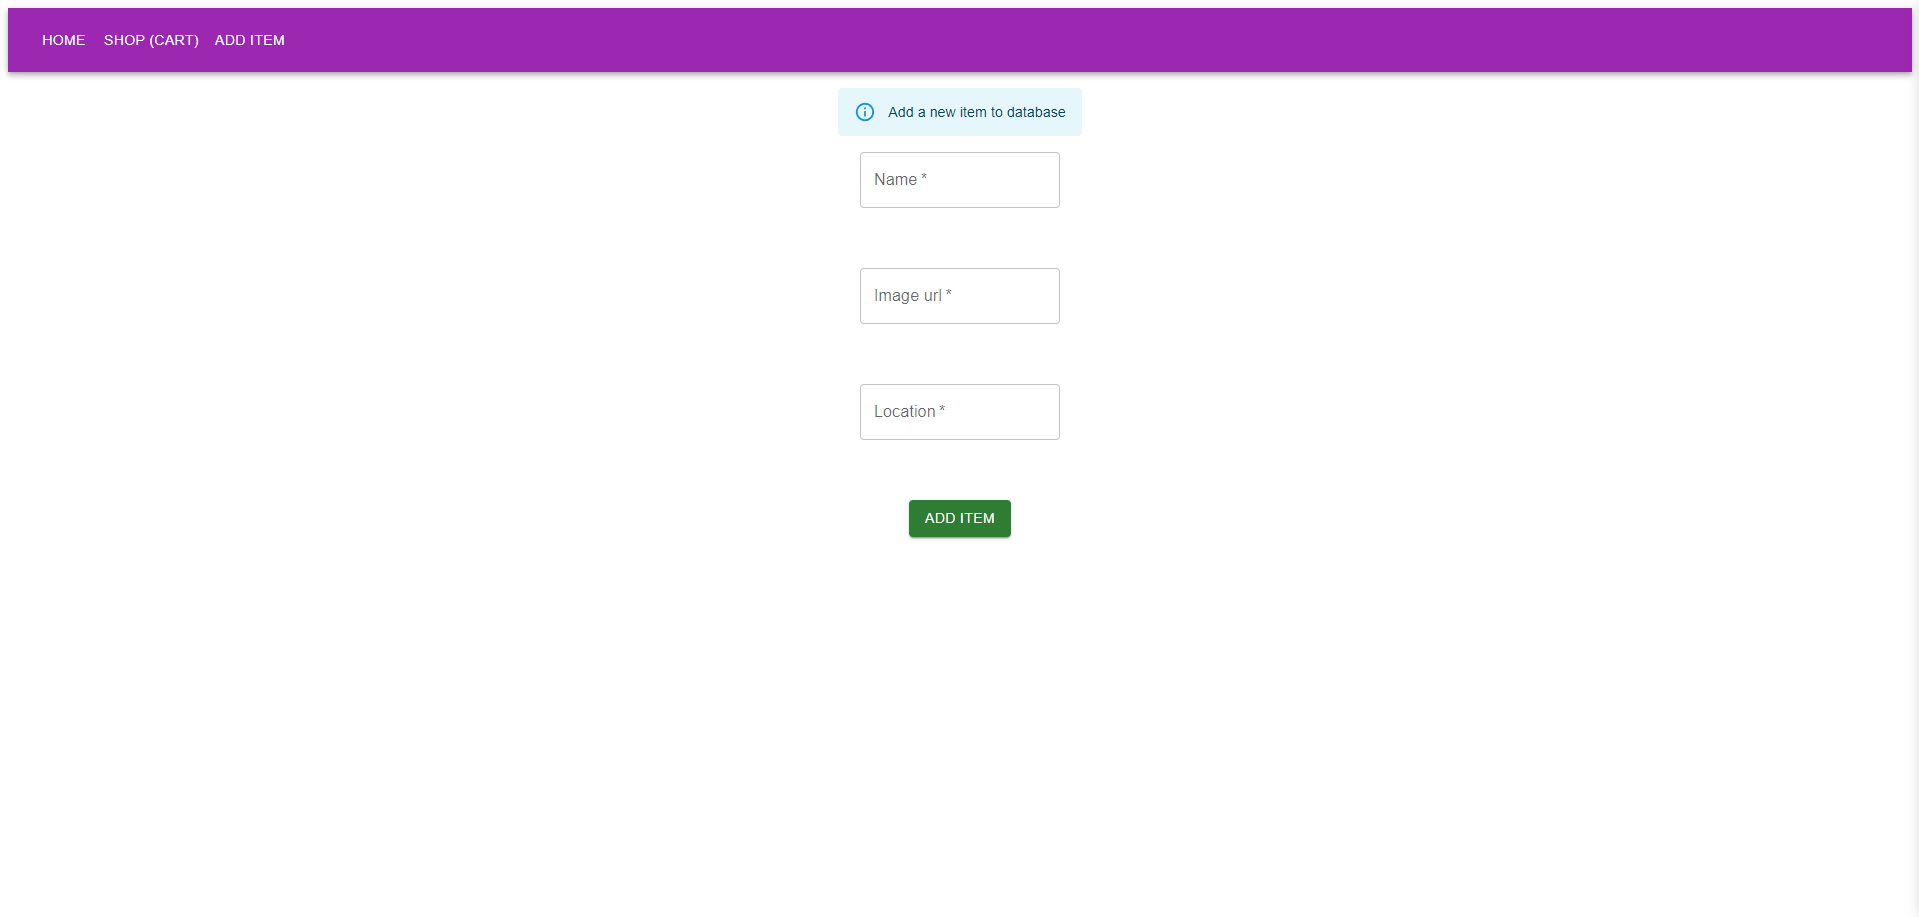 HOME SHOP (CART) ADD ITEM
Add a new item to database
Name *
Image url *
Location *
ADD ITEM